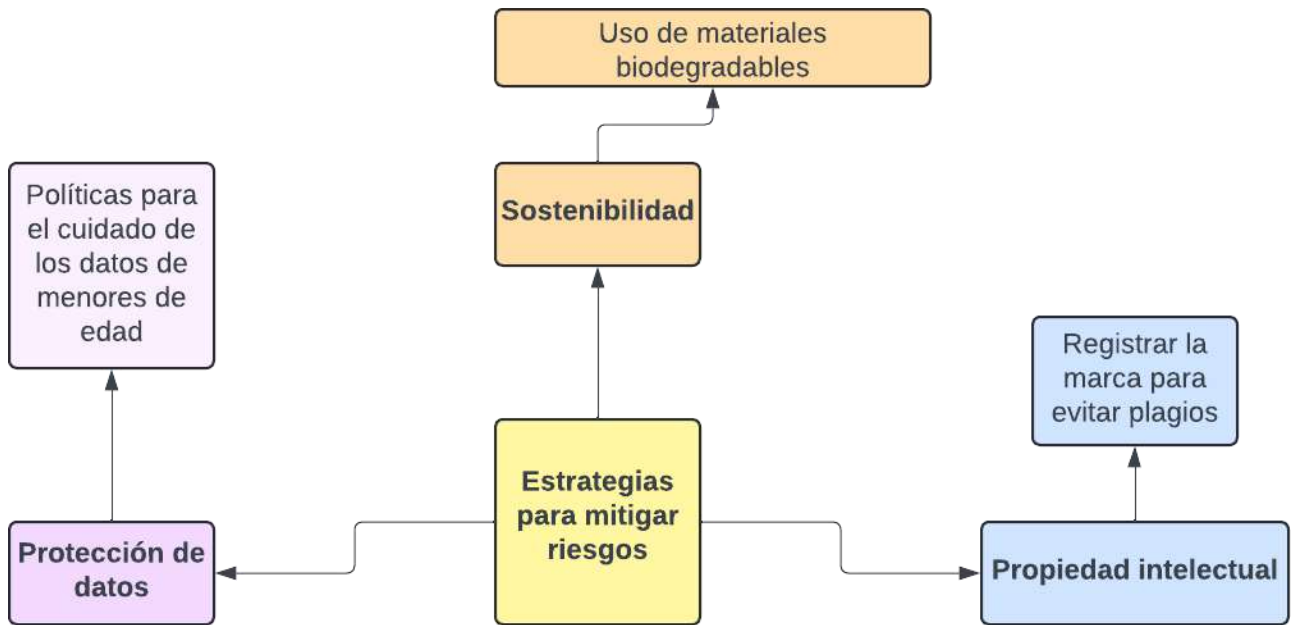 Uso de materiales
biodegradables
Políticas para
el cuidado de
los datos de
menores de
edad
Sostenibilidad
Registrar la
marca para
evitar plagios
Estrategias
para mitigar
riesgos
Protección de
datos
Propiedad intelectual